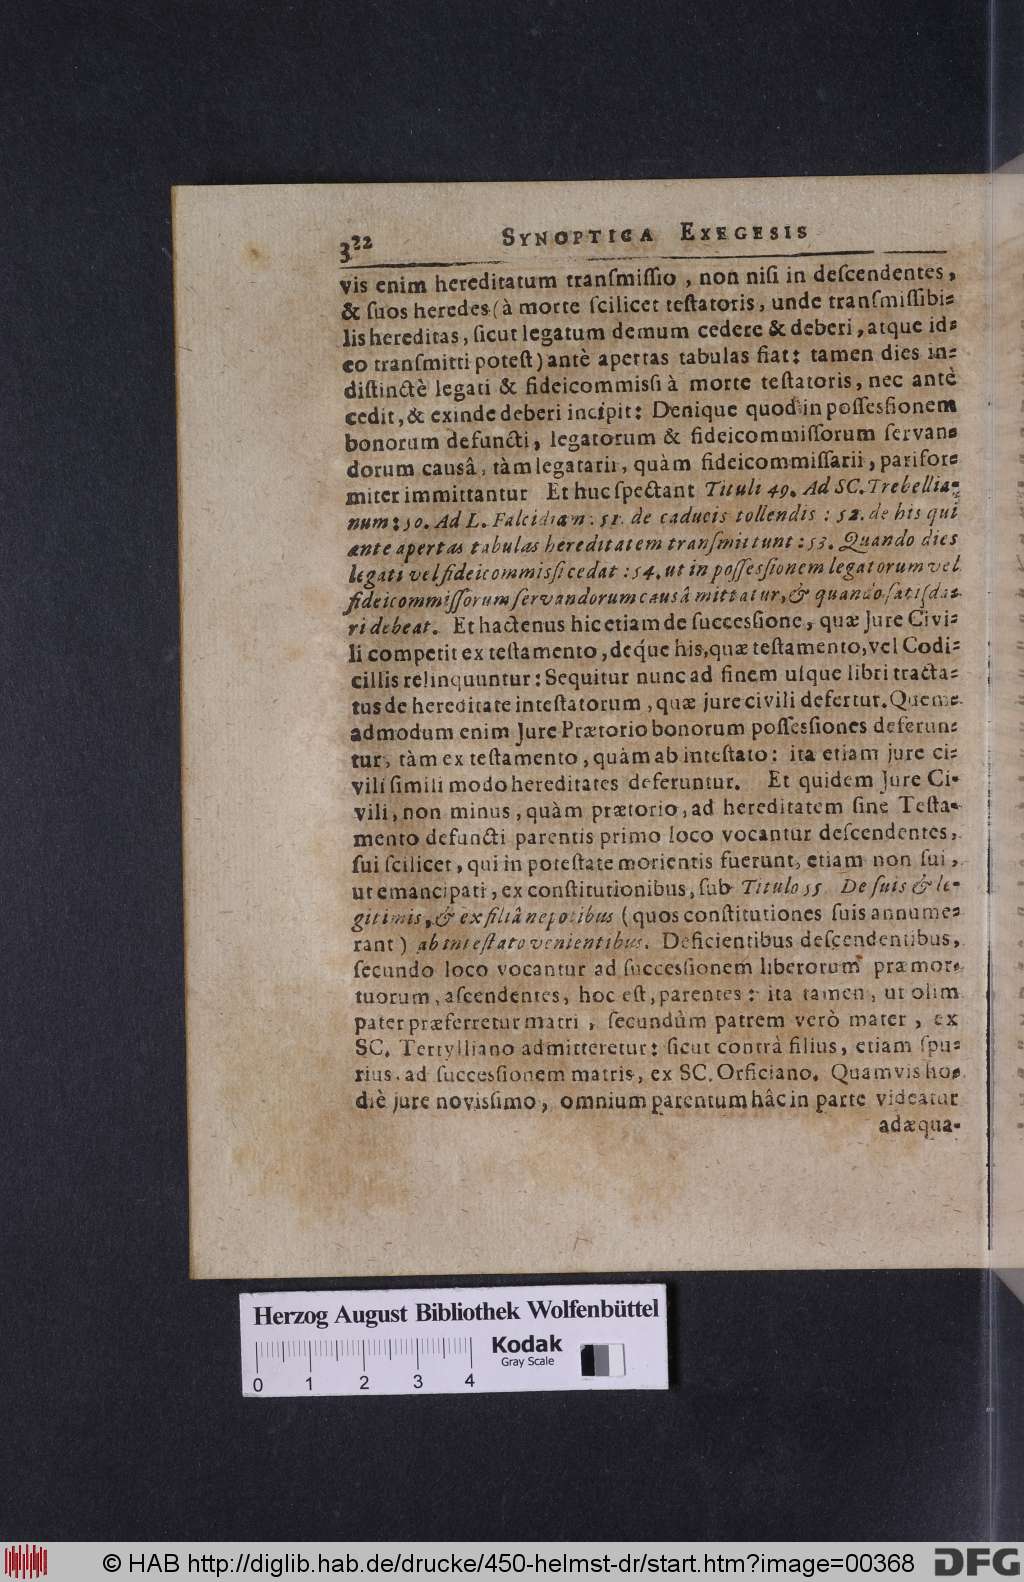 322 SYNOPTICA EXEGESIS
vis enim hereditatum tranſmiſſio, non niſi in deſcendentes,
& ſuos heredes (à morte ſcilicet teſtatoris, unde tranſmiſſibi-
lis hereditas, ſicut legatum demum cedere & deberi, atque id-
eo tranſmitti poteſt) antè apertas tabulas fiat: tamen dies in-
diſtinctè legati & fideicommiſſi à morte teſtatoris, nec antè
cedit, & exinde deberi incipit: Denique quod in poſſesſionem
bonorum defuncti, legatorum & fideicommiſſorum ſervan-
dorum causâ, tàm legatarii, quàm fideicommiſſarii, parifor-
miter immittantur Et huc ſpectant Tituli 49. Ad SC. Trebellia-
num: 50. Ad L. Falcidiam: 51. de caducis tollendis: 52. de his qui
ante apertas tabulas hereditatem tranſmittunt: 53. Quando dies
legati vel fideicommisſi cedat: 54. ut in poſſesſionem legatorum vel
fideicommiſſorum ſervandorum causâ mittatur, & quando ſatisda-
ri debeat. Et hactenus hic etiam de ſuccesſione, quæ Jure Civi-
li competit ex teſtamento, deq́ue his, quæ teſtamento, vel Codi-
cillis relinquuntur: Sequitur nunc ad finem uſque libri tracta-
tus de hereditate inteſtatorum, quæ jure civili defertur. Quem-
admodum enim Jure Prætorio bonorum poſſesſiones deferun-
tur, tàm ex teſtamento, quàm ab inteſtato: ita etiam jure ci-
vili ſimili modo hereditates deferuntur. Et quidem Jure Ci-
vili, non minus, quàm prætorio, ad hereditatem ſine Teſta-
mento defuncti parentis primo loco vocantur deſcendentes,
ſui ſcilicet, qui in poteſtate morientis fuerunt, etiam non ſui,
ut emancipati, ex conſtitutionibus, ſub Titulo 55. De ſuis & le-
gitimis, & ex filiâ nepotibus (quos conſtitutiones ſuis annume-
rant) ab inteſtato venientibus. Deficientibus deſcendentibus,
ſecundo loco vocantur ad ſuccesſionem liberorum præmor-
tuorum, aſcendentes, hoc eſt, parentes: ita tamen, ut olim
pater præferretur matri, ſecundùm patrem verò mater, ex
SC. Tertylliano admitteretur: ſicut contrà filius, etiam ſpu-
rius, ad ſuccesſionem matris, ex SC. Orficiano. Quamvis ho-
diè jure novisſimo, omnium parentum hâc in parte videatur
adæqua-
Herzog August Bibliothek Wolfenbüttel
Kodak
Gray Scale
0 1 2 3 4
© HAB http://diglib.hab.de/drucke/450-helmst-dr/start.htm?image=00368 DFG